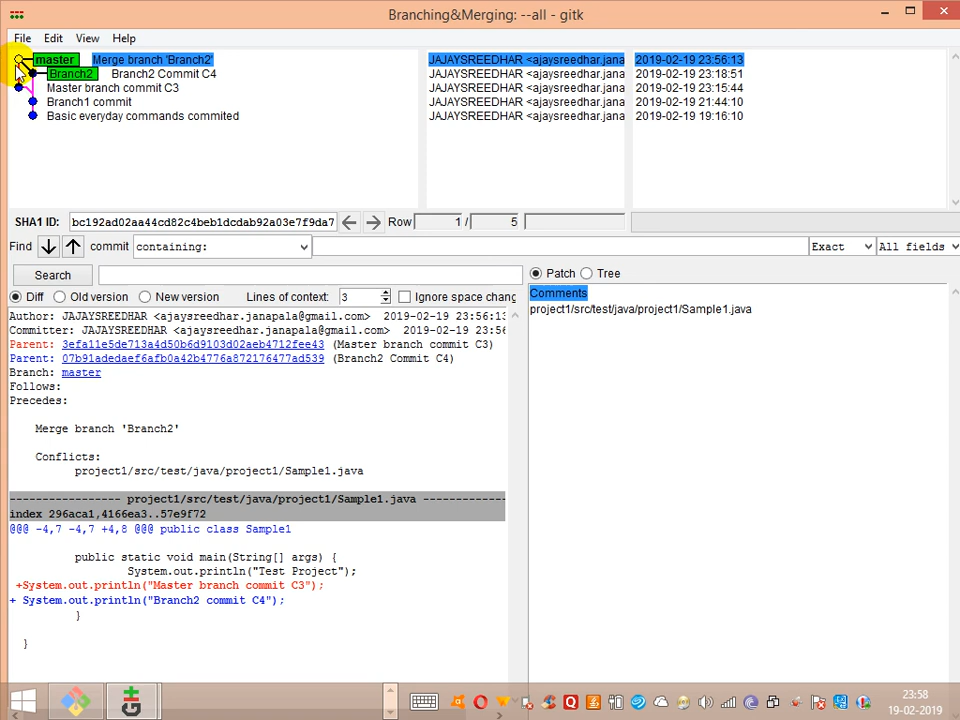 Branching&Merging: --all - gitk
File Edit View Help
master Merge branch 'Branch2' JAJAYSREEDHAR <ajaysreedhar.jana 2019-02-19 23:56:13
Branch2 Branch2 Commit C4 JAJAYSREEDHAR <ajaysreedhar.jana 2019-02-19 23:18:51
Master branch commit C3 JAJAYSREEDHAR <ajaysreedhar.jana 2019-02-19 23:15:44
Branch1 commit JAJAYSREEDHAR <ajaysreedhar.jana 2019-02-19 21:44:10
Basic everyday commands commited JAJAYSREEDHAR <ajaysreedhar.jana 2019-02-19 19:16:10
SHA1 ID: bc192ad02aa44cd82c4beb1dcdab92a03e7f9da7 Row 1 / 5
Find commit containing: Exact All fields
Search Patch Tree
Diff Old version New version Lines of context: 3 Ignore space chang
Comments
project1/src/test/java/project1/Sample1.java
Author: JAJAYSREEDHAR <ajaysreedhar.janapala@gmail.com> 2019-02-19 23:56:13
Committer: JAJAYSREEDHAR <ajaysreedhar.janapala@gmail.com> 2019-02-19 23:56
Parent: 3efa11e5de713a4d50b6d9103d02aeb4712fee43 (Master branch commit C3)
Parent: 07b91adedaef6afb0a42b4776a872176477ad539 (Branch2 Commit C4)
Branch: master
Follows:
Precedes:
Merge branch 'Branch2'
Conflicts:
project1/src/test/java/project1/Sample1.java
---------------- project1/src/test/java/project1/Sample1.java ------------
index 296aca1,4166ea3..57e9f72
@@@ -4,7 -4,7 +4,8 @@@ public class Sample1
public static void main(String[] args) {
System.out.println("Test Project");
+System.out.println("Master branch commit C3");
+ System.out.println("Branch2 commit C4");
}
}
23:58
19-02-2019